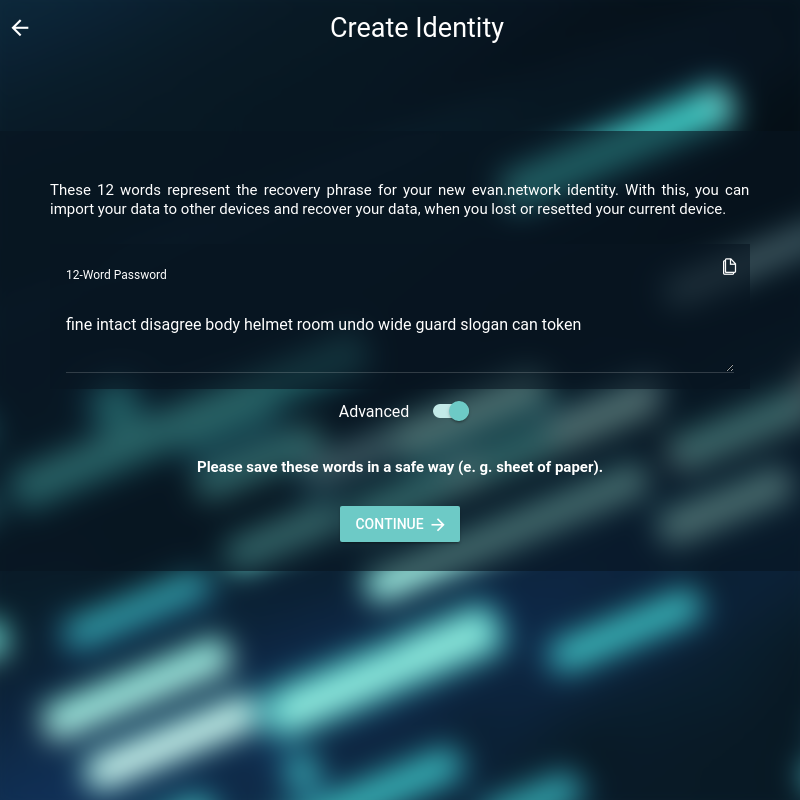 Create Identity
These 12 words represent the recovery phrase for your new evan.network identity. With this, you can
import your data to other devices and recover your data, when you lost or resetted your current device.
12-Word Password
fine intact disagree body helmet room undo wide guard slogan can token
Advanced
Please save these words in a safe way (e. g. sheet of paper).
CONTINUE